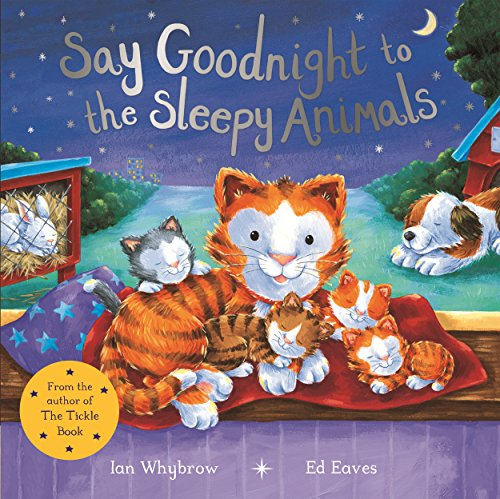 Say Goodnight to
the Sleepy Animals
From the
author of
The Tickle
Book
Ian Whybrow
Ed Eaves